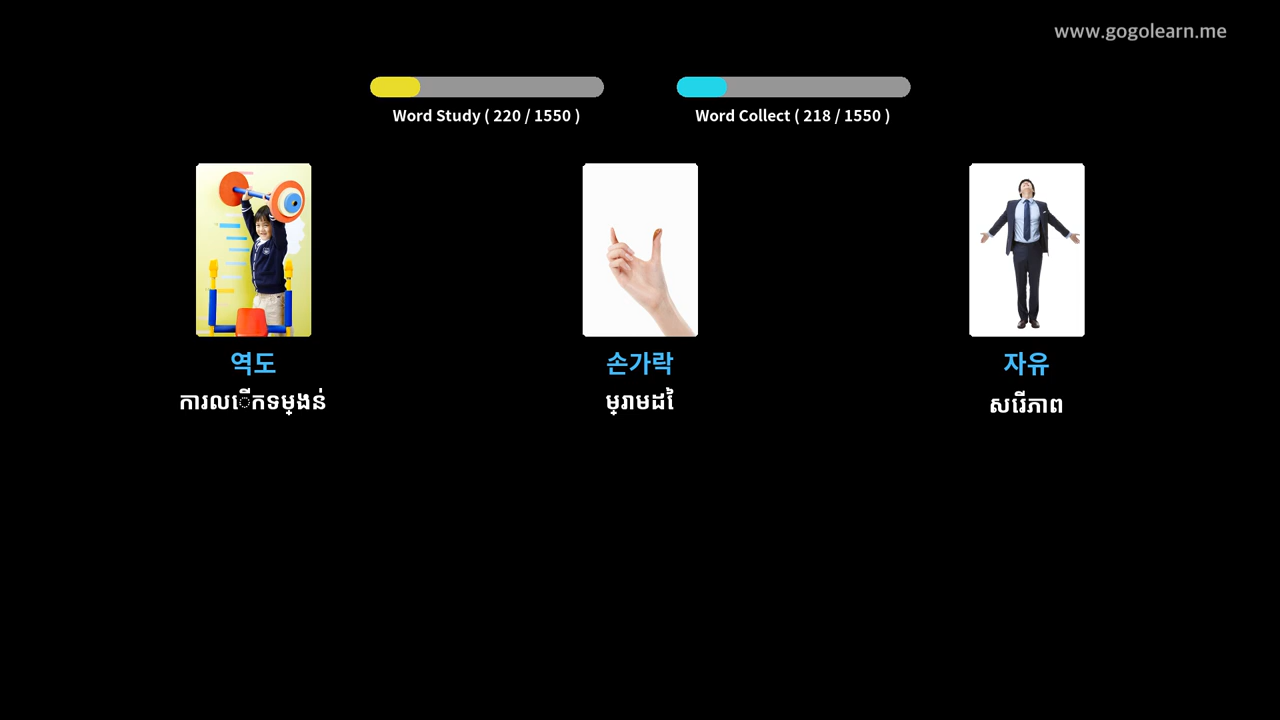 www.gogolearn.me
Word Study ( 220 / 1550 )
Word Collect ( 218 / 1550 )
역도
손가락
자유
ការលើកទម្ងន់
ម្រាមដៃ
សេរីភាព